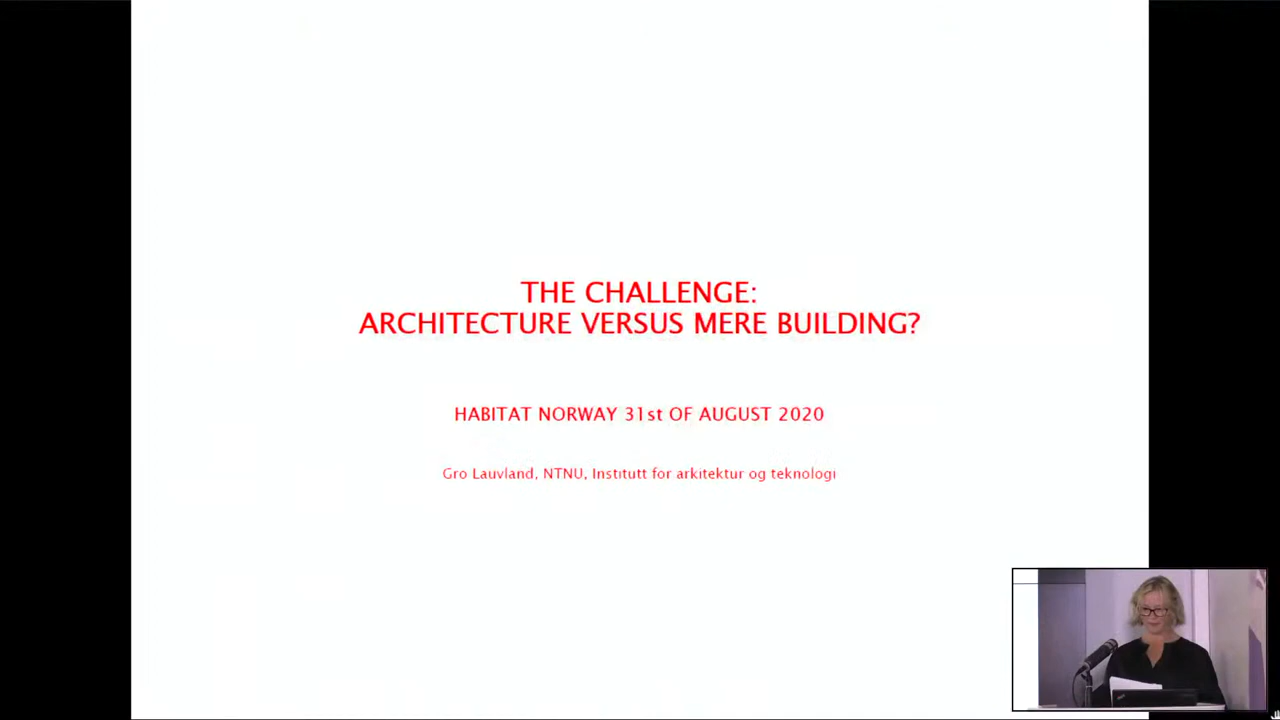 THE CHALLENGE:
ARCHITECTURE VERSUS MERE BUILDING?
HABITAT NORWAY 31st OF AUGUST 2020
Gro Lauvland, NTNU, Institutt for arkitektur og teknologi